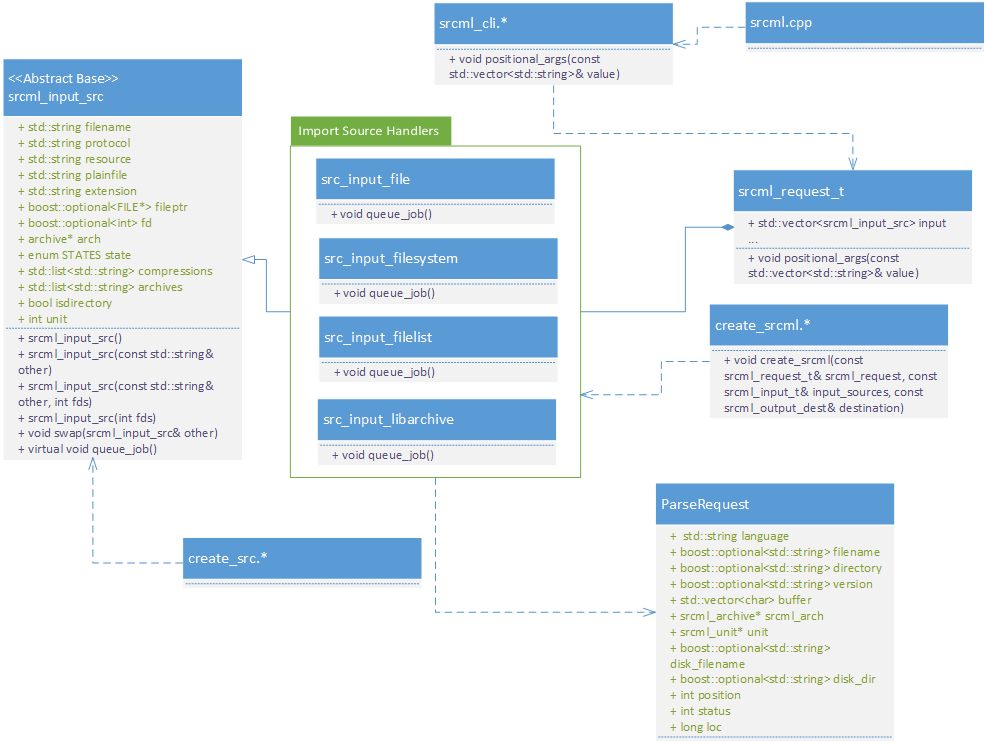 srcml_cli.*
+ void positional_args(const
std::vector<std::string>& value)
srcml.cpp
<<Abstract Base>>
srcml_input_src
+ std::string filename
+ std::string protocol
+ std::string resource
+ std::string plainfile
+ std::string extension
+ boost::optional<FILE*> fileptr
+ boost::optional<int> fd
+ archive* arch
+ enum STATES state
+ std::list<std::string> compressions
+ std::list<std::string> archives
+ bool isdirectory
+ int unit
+ srcml_input_src()
+ srcml_input_src(const std::string&
other)
+ srcml_input_src(const std::string&
other, int fds)
+ srcml_input_src(int fds)
+ void swap(srcml_input_src& other)
+ virtual void queue_job()
Import Source Handlers
src_input_file
+ void queue_job()
src_input_filesystem
+ void queue_job()
src_input_filelist
+ void queue_job()
src_input_libarchive
+ void queue_job()
srcml_request_t
+ std::vector<srcml_input_src> input
...
+ void positional_args(const
std::vector<std::string>& value)
create_srcml.*
+ void create_srcml(const
srcml_request_t& srcml_request, const
srcml_input_t& input_sources, const
srcml_output_dest& destination)
create_src.*
ParseRequest
+ std::string language
+ boost::optional<std::string> filename
+ boost::optional<std::string> directory
+ boost::optional<std::string> version
+ std::vector<char> buffer
+ srcml_archive* srcml_arch
+ srcml_unit* unit
+ boost::optional<std::string>
disk_filename
+ boost::optional<std::string> disk_dir
+ int position
+ int status
+ long loc